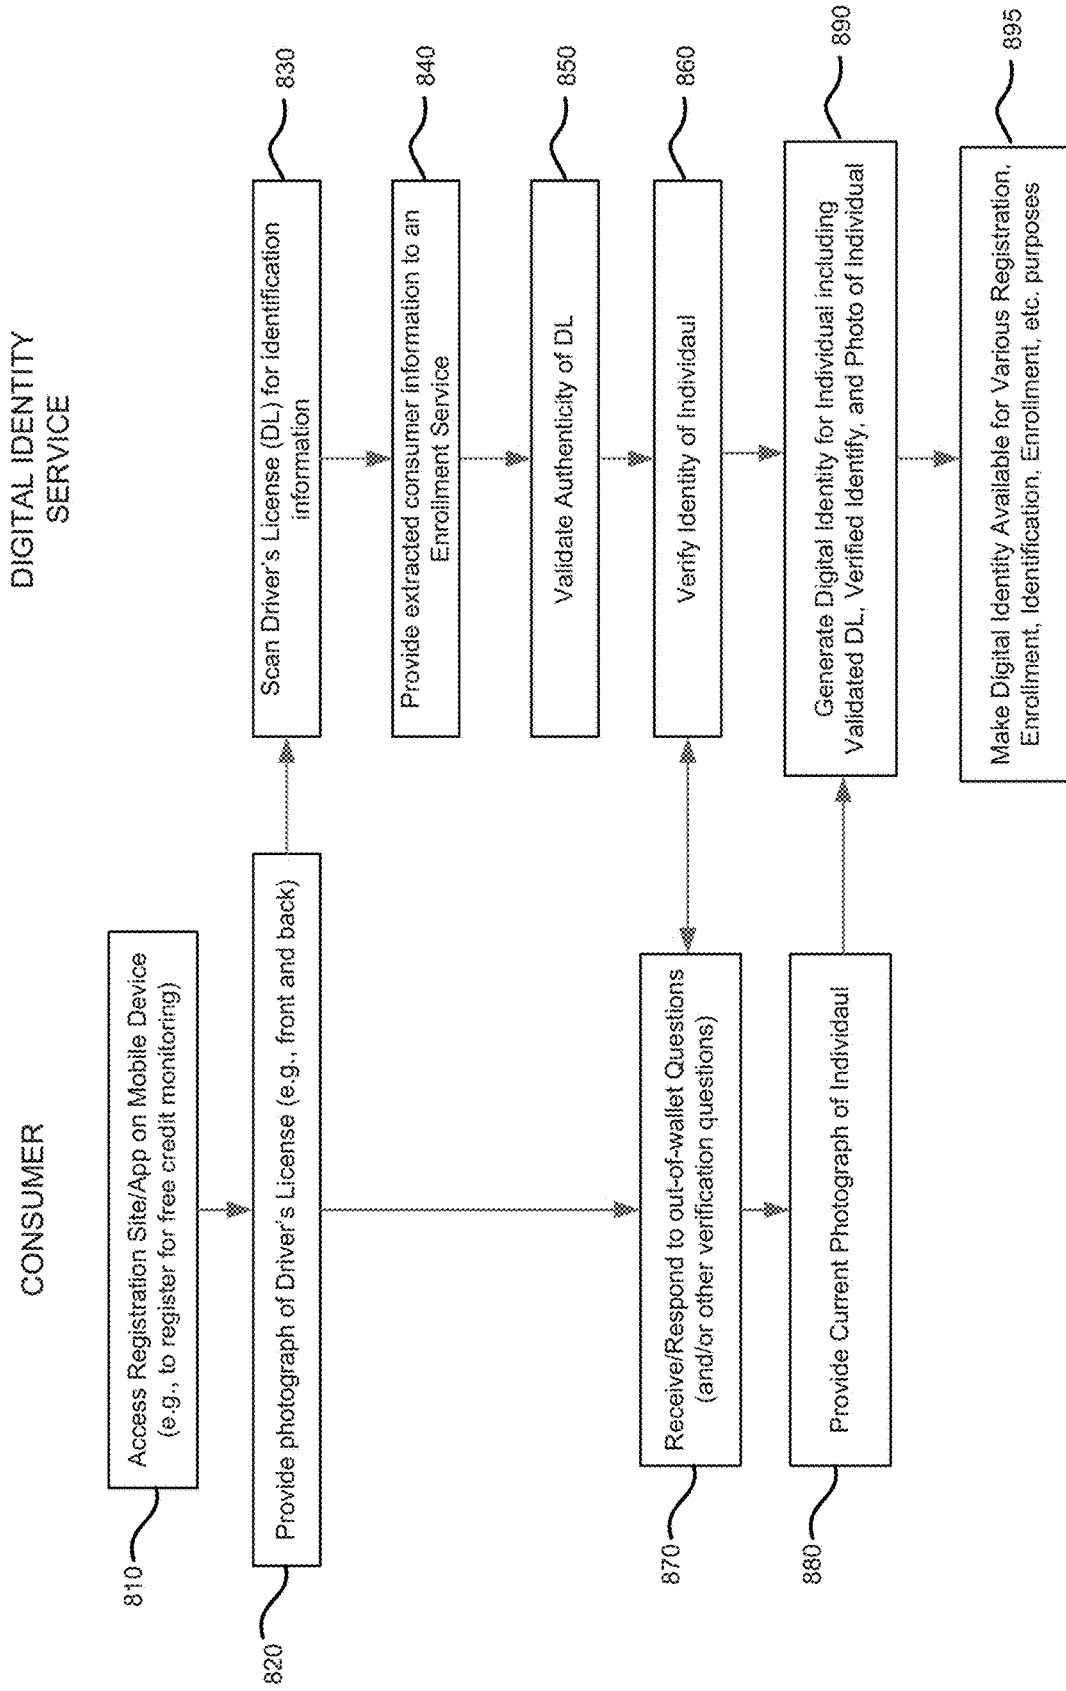 CONSUMER
DIGITAL IDENTITY
SERVICE
810
Access Registration Site/App on Mobile Device
(e.g., to register for free credit monitoring)
820
Provide photograph of Driver's License (e.g., front and back)
830
Scan Driver's License (DL) for identification
information
840
Provide extracted consumer information to an
Enrollment Service
850
Validate Authenticity of DL
860
Verify Identity of Individaul
870
Receive/Respond to out-of-wallet Questions
(and/or other verification questions)
880
Provide Current Photograph of Individaul
890
Generate Digital Identity for Individual including
Validated DL, Verified Identify, and Photo of Individual
895
Make Digital Identity Available for Various Registration,
Enrollment, Identification, Enrollment, etc. purposes